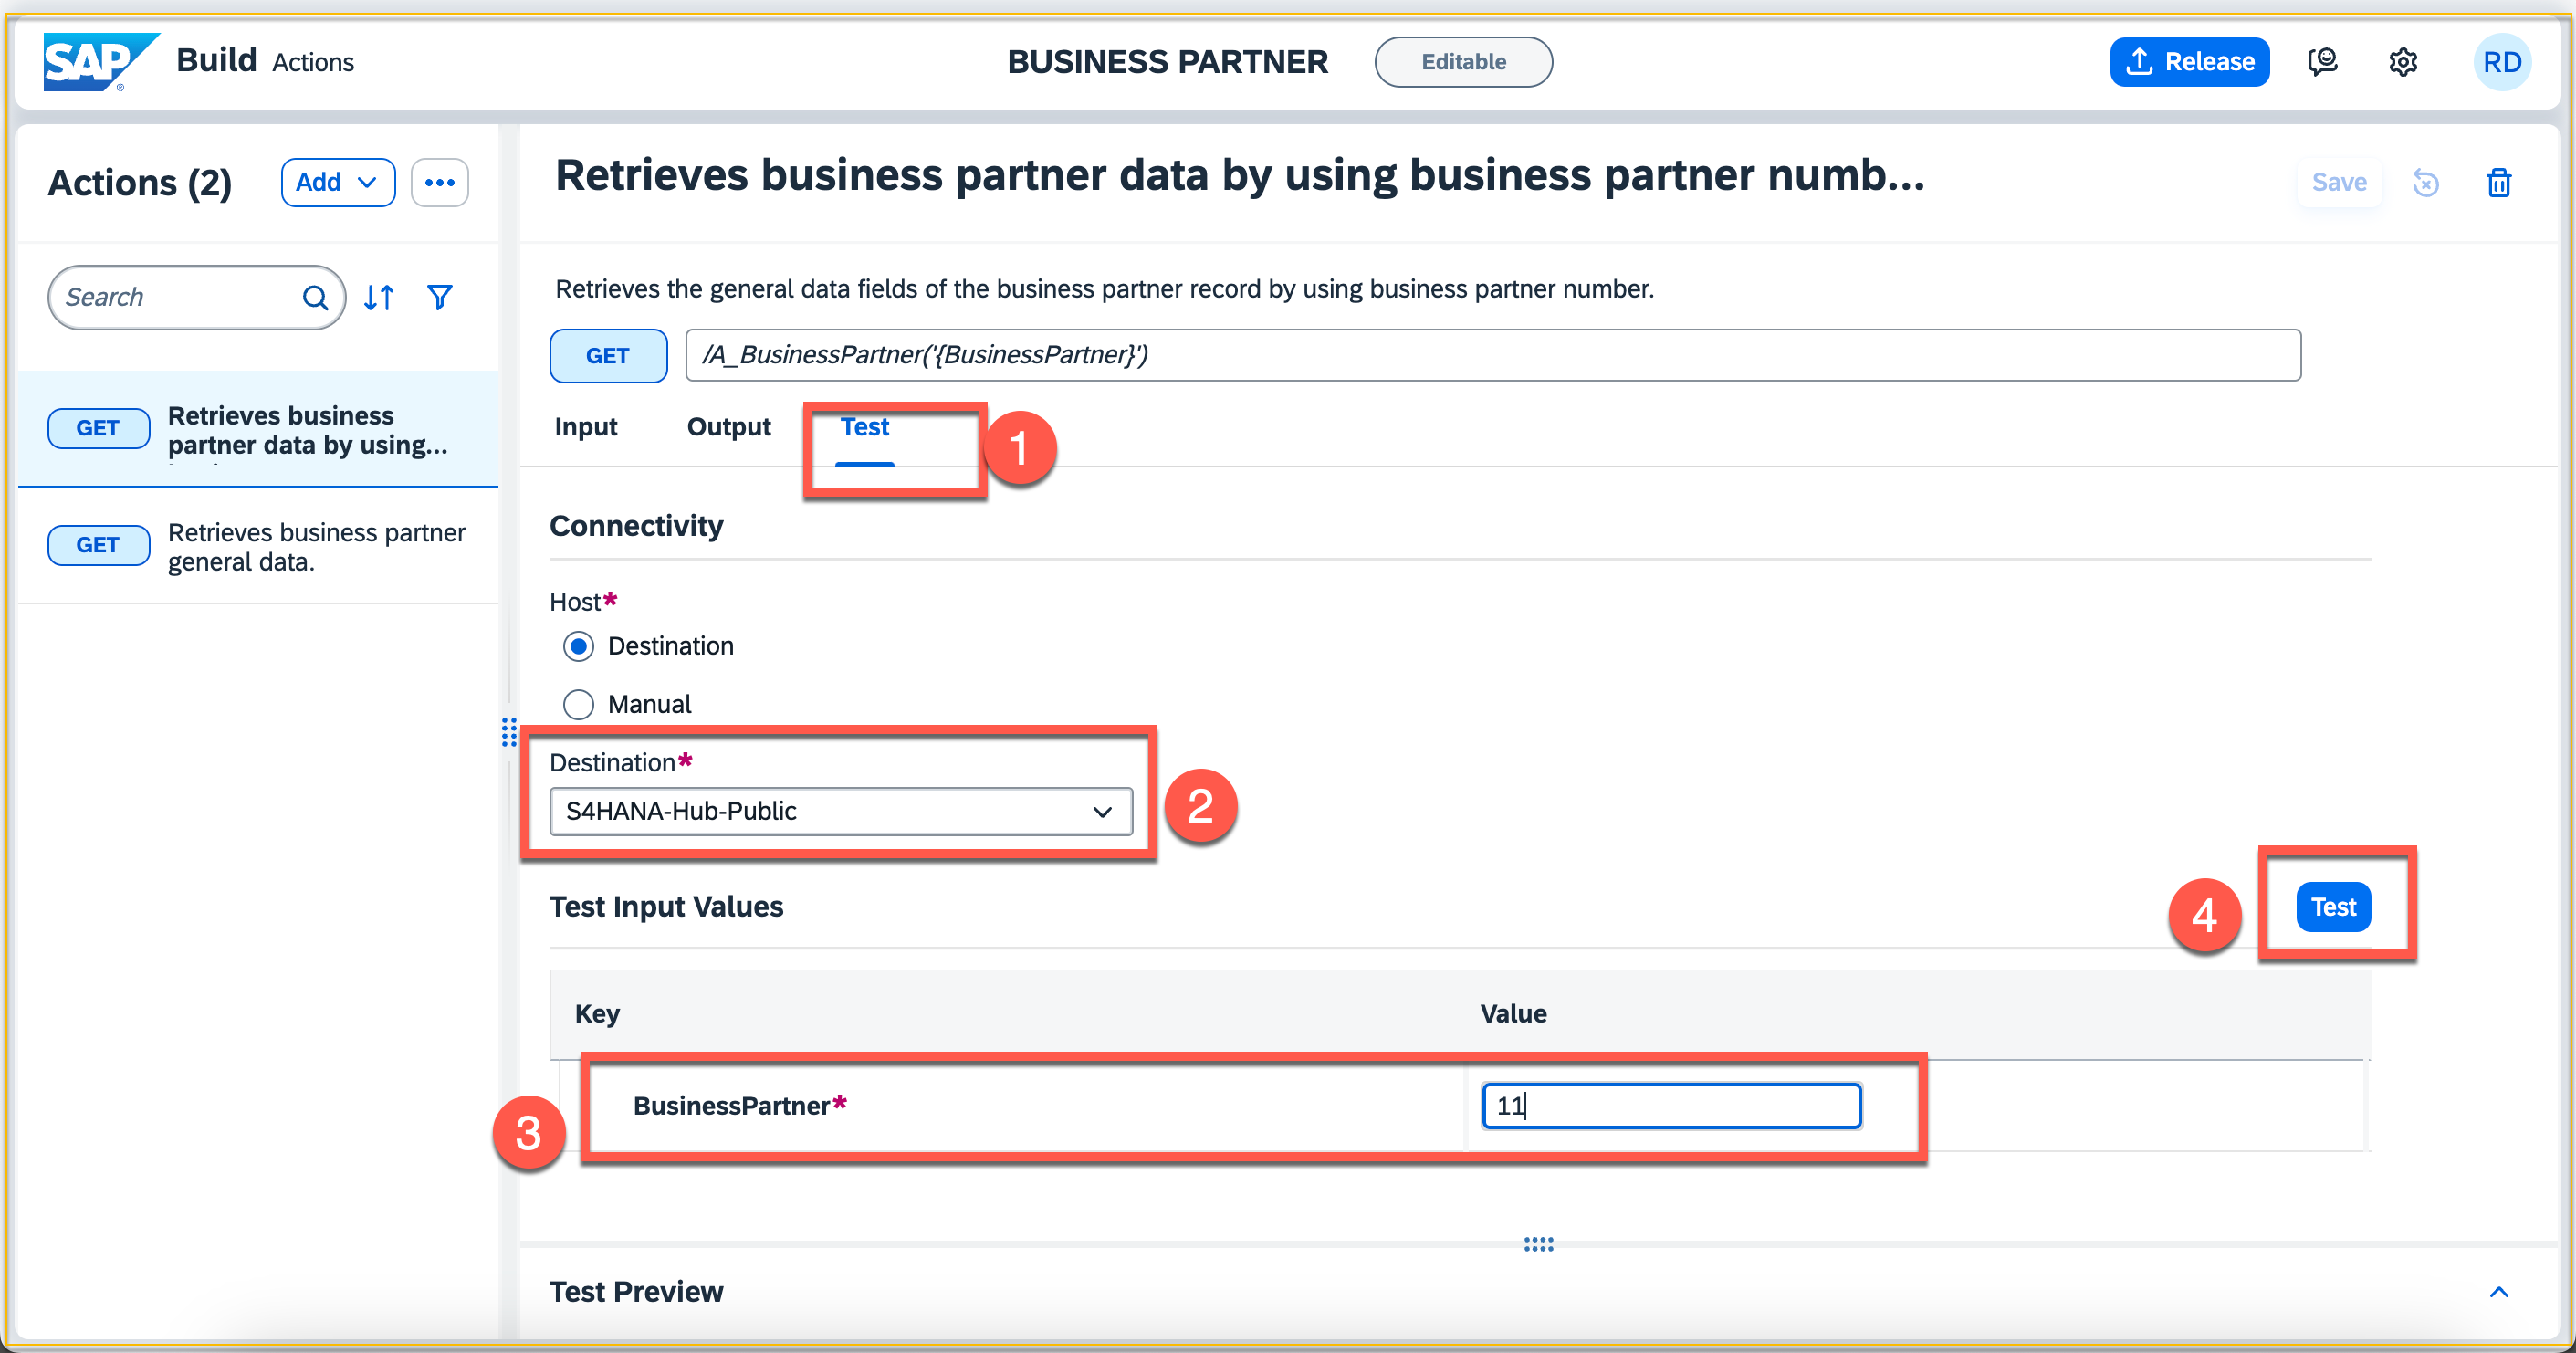 SAP Build Actions BUSINESS PARTNER Editable Release RD
Actions (2) Add
Search
GET Retrieves business
partner data by using...
GET Retrieves business partner
general data.
Retrieves business partner data by using business partner numb... Save
Retrieves the general data fields of the business partner record by using business partner number.
GET /A_BusinessPartner('{BusinessPartner}')
Input Output Test 1
Connectivity
Host*
Destination
Manual
Destination*
S4HANA-Hub-Public 2
Test Input Values 4 Test
Key Value
3 BusinessPartner* 11
Test Preview